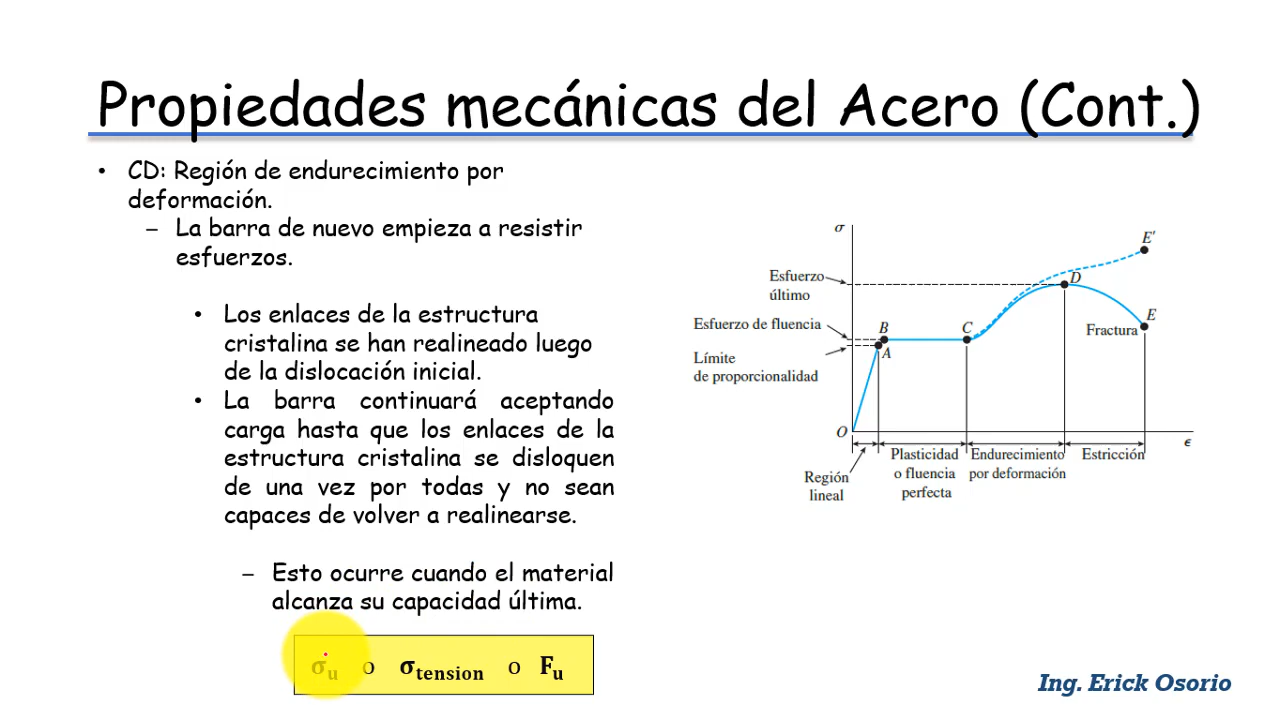 Propiedades mecánicas del Acero (Cont.)
• CD: Región de endurecimiento por
deformación.
– La barra de nuevo empieza a resistir
esfuerzos.
• Los enlaces de la estructura
cristalina se han realineado luego
de la dislocación inicial.
• La barra continuará aceptando
carga hasta que los enlaces de la
estructura cristalina se disloquen
de una vez por todas y no sean
capaces de volver a realinearse.
– Esto ocurre cuando el material
alcanza su capacidad última.
σu o σtension o Fu
σ
E'
D
Esfuerzo
último
E
Esfuerzo de fluencia
B
C
Fractura
A
Límite
de proporcionalidad
O
ϵ
Región
lineal
Plasticidad
o fluencia
perfecta
Endurecimiento
por deformación
Estricción
Ing. Erick Osorio